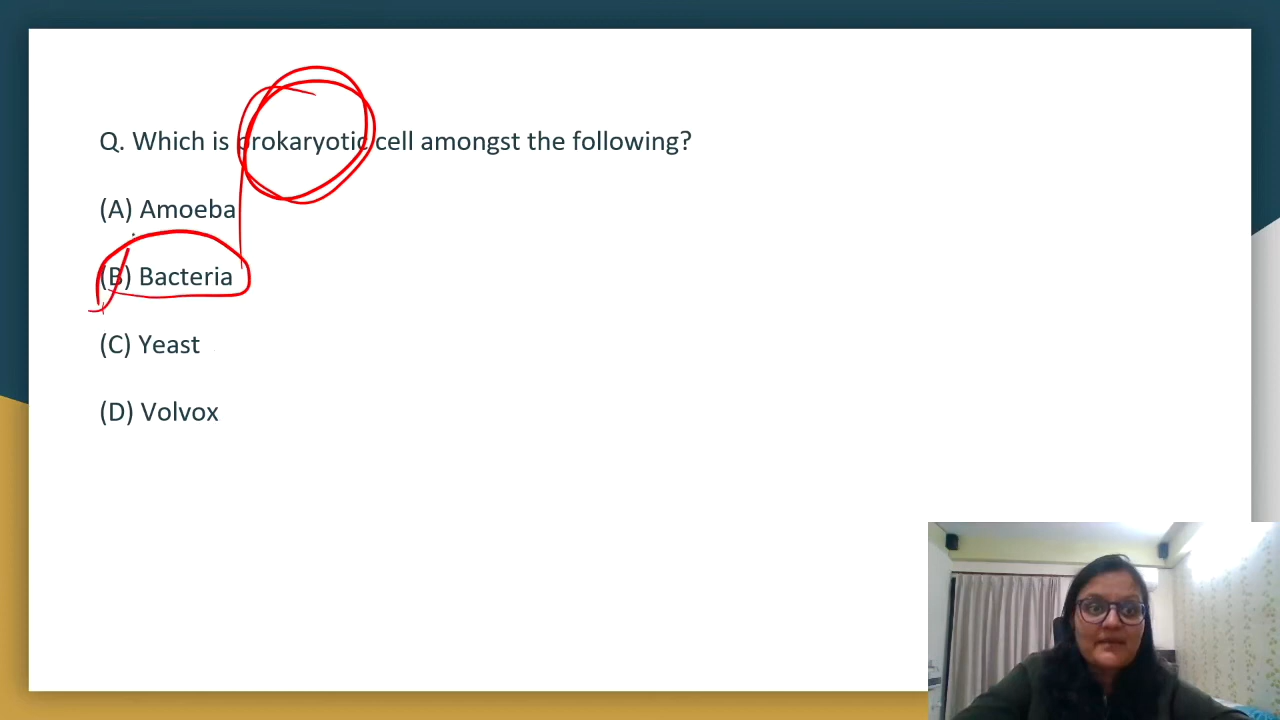 Q. Which is prokaryotic cell amongst the following?
(A) Amoeba
(B) Bacteria
(C) Yeast
(D) Volvox